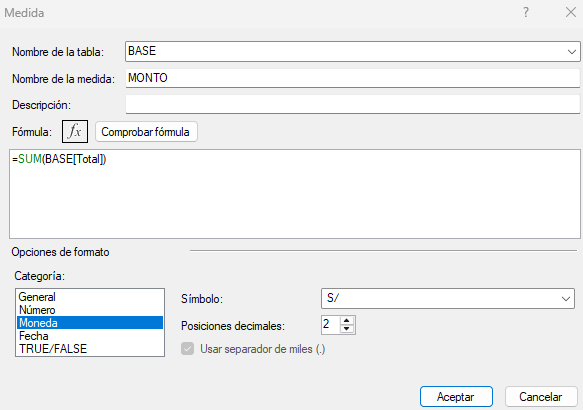 Medida ? ×
Nombre de la tabla: BASE
Nombre de la medida: MONTO
Descripción:
Fórmula: fx Comprobar fórmula
=SUM(BASE[Total])
Opciones de formato
Categoría:
General
Número
Moneda
Fecha
TRUE/FALSE
Símbolo: S/
Posiciones decimales: 2
Usar separador de miles (.)
Aceptar Cancelar